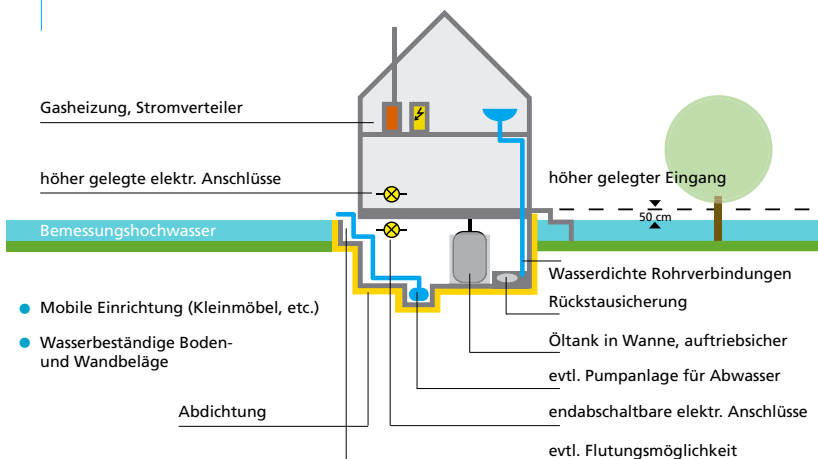 Gasheizung, Stromverteiler
höher gelegte elektr. Anschlüsse
höher gelegter Eingang
50 cm
Bemessungshochwasser
Wasserdichte Rohrverbindungen
Rückstausicherung
Mobile Einrichtung (Kleinmöbel, etc.)
Wasserbeständige Boden-
und Wandbeläge
Öltank in Wanne, auftriebsicher
evtl. Pumpanlage für Abwasser
Abdichtung
endabschaltbare elektr. Anschlüsse
evtl. Flutungsmöglichkeit